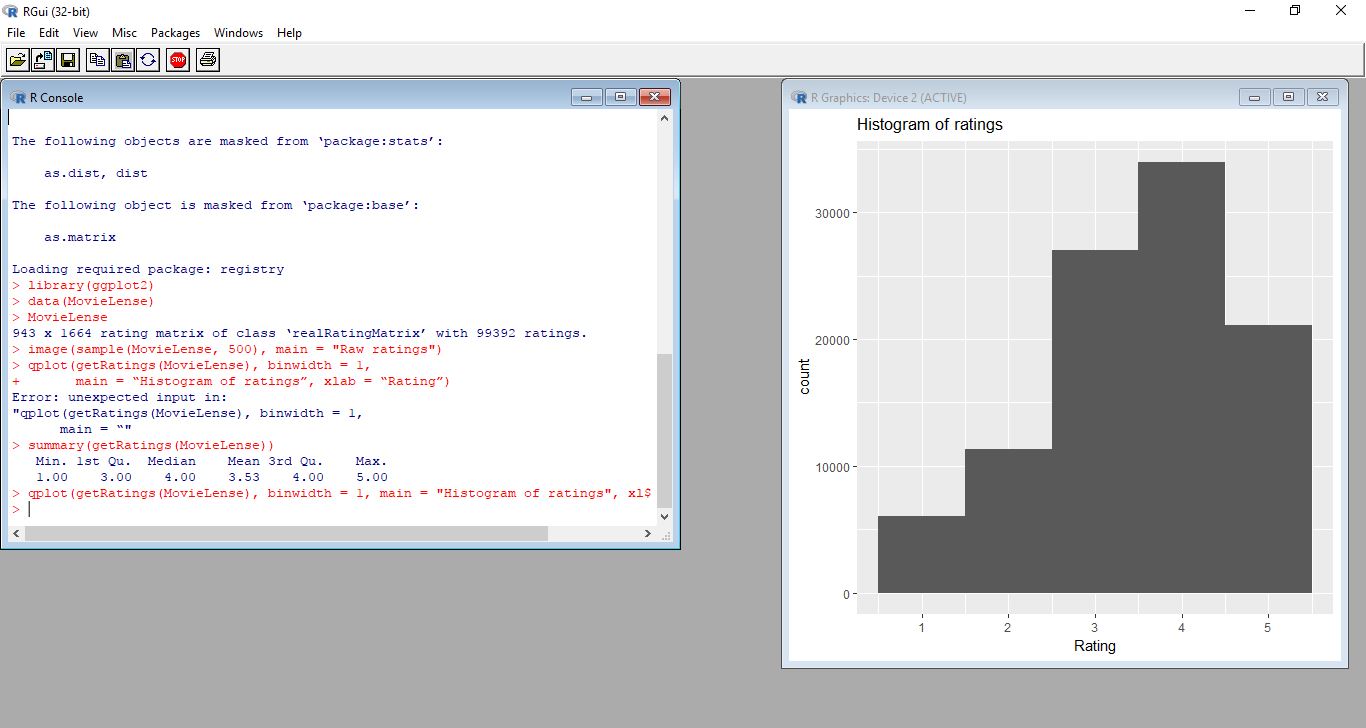 RGui (32-bit)
File Edit View Misc Packages Windows Help
STOP
R Console
The following objects are masked from ‘package:stats’:
as.dist, dist
The following object is masked from ‘package:base’:
as.matrix
Loading required package: registry
> library(ggplot2)
> data(MovieLense)
> MovieLense
943 x 1664 rating matrix of class ‘realRatingMatrix’ with 99392 ratings.
> image(sample(MovieLense, 500), main = "Raw ratings")
> qplot(getRatings(MovieLense), binwidth = 1,
+       main = “Histogram of ratings”, xlab = “Rating”)
Error: unexpected input in:
"qplot(getRatings(MovieLense), binwidth = 1,
      main = “"
> summary(getRatings(MovieLense))
   Min. 1st Qu.  Median    Mean 3rd Qu.    Max.
   1.00    3.00    4.00    3.53    4.00    5.00
> qplot(getRatings(MovieLense), binwidth = 1, main = "Histogram of ratings", xl$
>
R Graphics: Device 2 (ACTIVE)
Histogram of ratings
30000
20000
10000
0
count
1 2 3 4 5
Rating